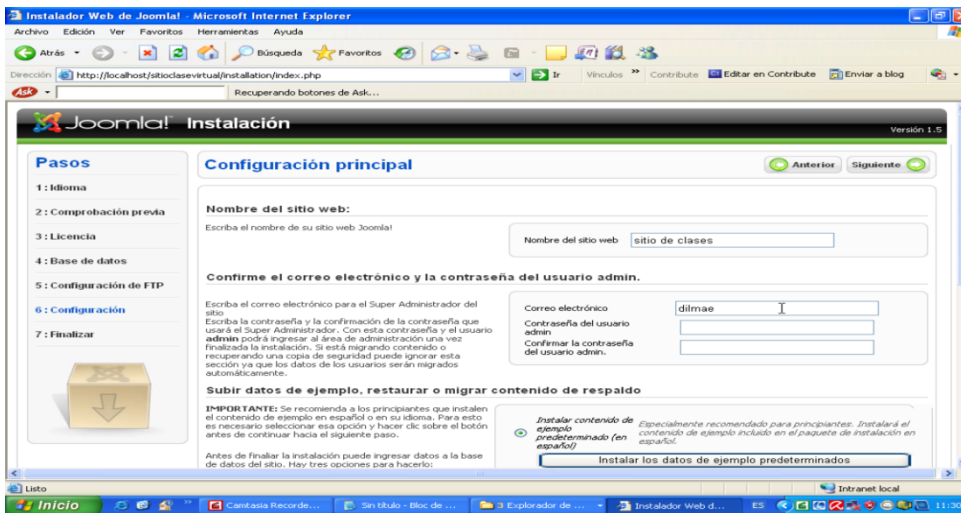 Instalador Web de Joomla! - Microsoft Internet Explorer
Archivo Edición Ver Favoritos Herramientas Ayuda
Atrás Búsqueda Favoritos
Dirección http://localhost/sitioclasevirtual/installation/index.php Ir Vínculos Contribute Editar en Contribute Enviar a blog
Ask Recuperando botones de Ask...
Joomla! Instalación
Versión 1.5
Pasos
1 : Idioma
2 : Comprobación previa
3 : Licencia
4 : Base de datos
5 : Configuración de FTP
6 : Configuración
7 : Finalizar
Configuración principal
Anterior Siguiente
Nombre del sitio web:
Escriba el nombre de su sitio web Joomla!
Nombre del sitio web sitio de clases
Confirme el correo electrónico y la contraseña del usuario admin.
Escriba el correo electrónico para el Super Administrador del
sitio
Escriba la contraseña y la confirmación de la contraseña que
usará el Super Administrador. Con esta contraseña y el usuario
admin podrá ingresar al área de administración una vez
finalizada la instalación. Si está migrando contenido o
recuperando una copia de seguridad puede ignorar esta
sección ya que los datos de los usuarios serán migrados
automáticamente.
Correo electrónico dilmae
Contraseña del usuario
admin
Confirmar la contraseña
del usuario admin.
Subir datos de ejemplo, restaurar o migrar contenido de respaldo
IMPORTANTE: Se recomienda a los principiantes que instalen
el contenido de ejemplo en español o en su idioma. Para esto
es necesario seleccionar esa opción y hacer clic sobre el botón
antes de continuar hacia el siguiente paso.
Antes de finaliar la instalación puede ingresar datos a la base
de datos del sitio. Hay tres opciones para hacerlo:
Instalar contenido de
ejemplo
predeterminado (en
español)
Especialmente recomendado para principiantes. Instalará el
contenido de ejemplo incluido en el paquete de instalación en
español.
Instalar los datos de ejemplo predeterminados
Listo Intranet local
Inicio Camtasia Recorde... Sin título - Bloc de ... 3 Explorador de ... Instalador Web d... ES 11:30